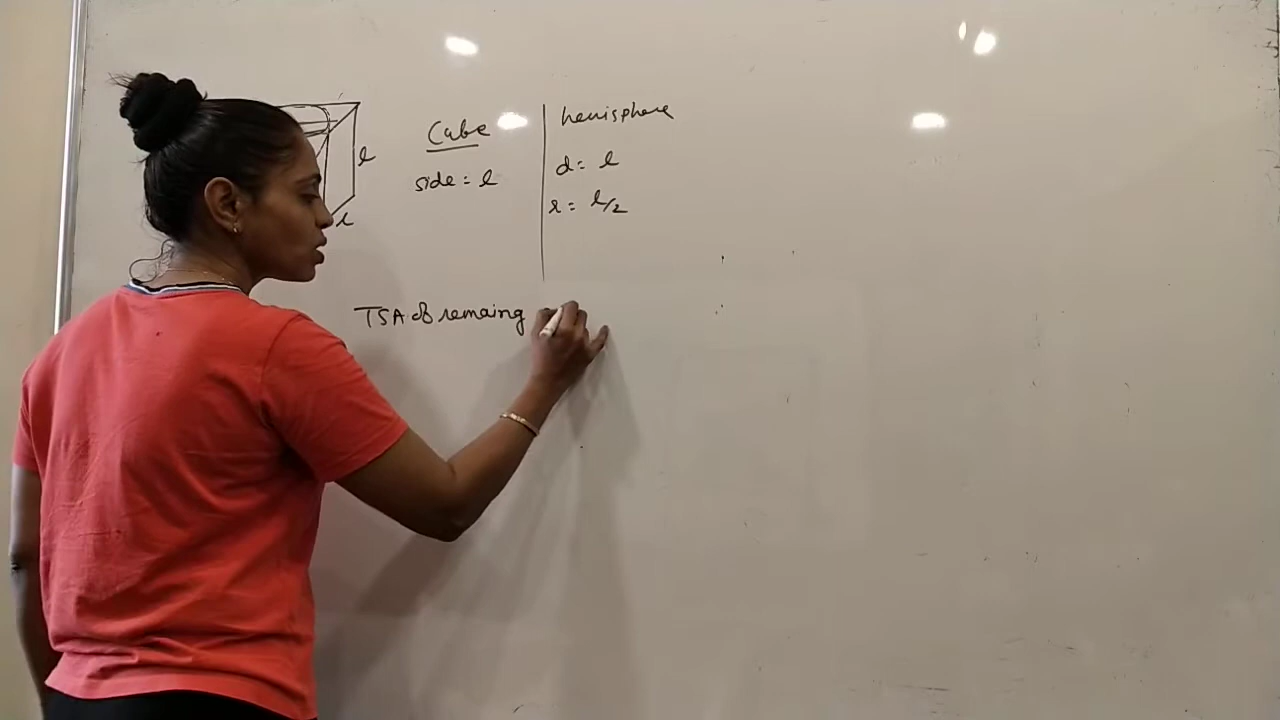 l
l
Cube
side = l
hemisphere
d = l
r = l/2
TSA of remaing